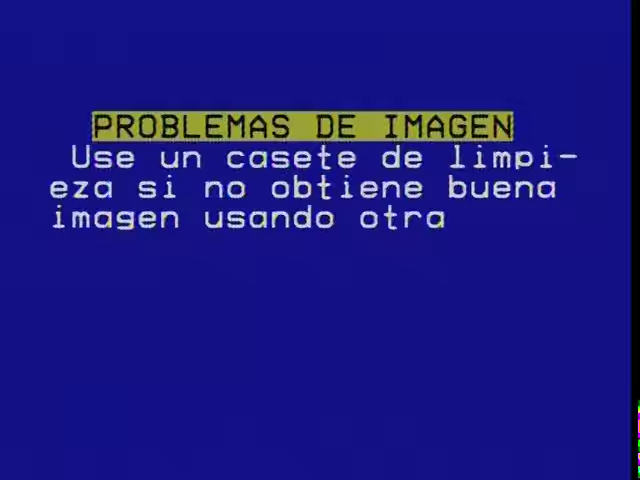 PROBLEMAS DE IMAGEN
Use un casete de limpi-
eza si no obtiene buena
imagen usando otra